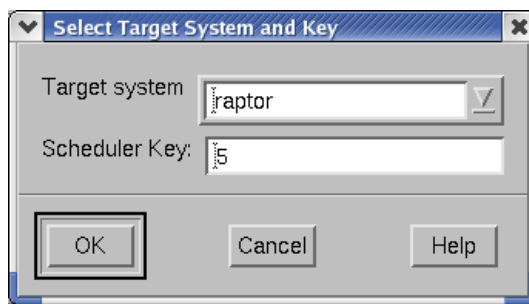 Select Target System and Key
Target system
raptor
Scheduler Key:
5
OK
Cancel
Help